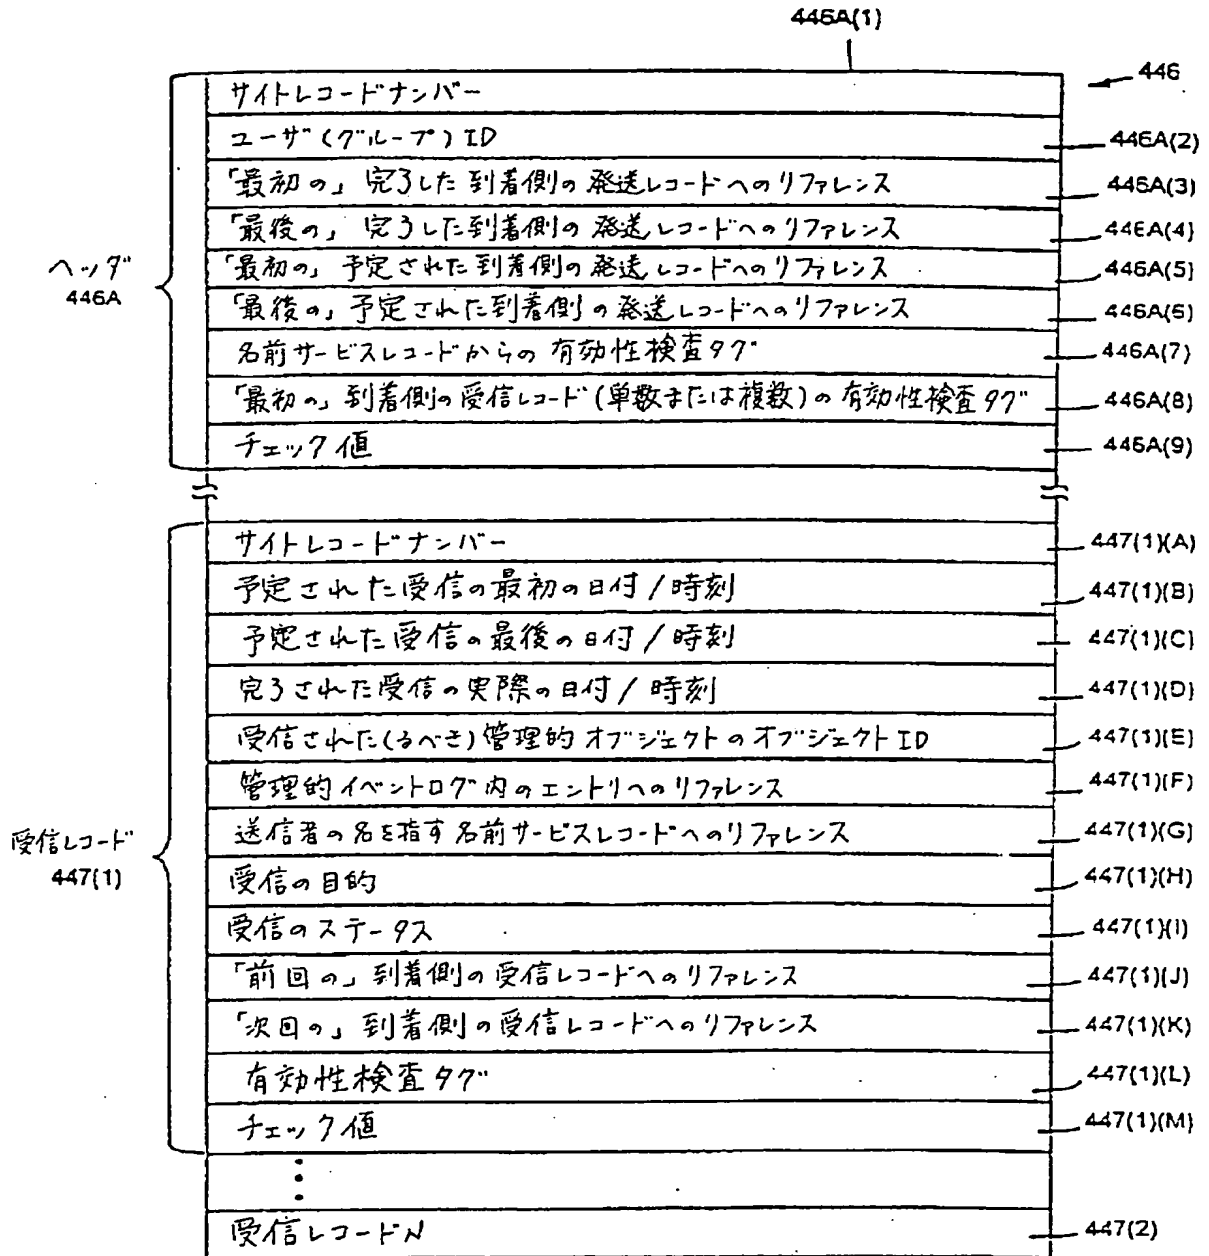 446A(1)
446
サイトレコードナンバー
ユーザ(グループ)ID
446A(2)
「最初の」完了した到着側の発送レコードへのリファレンス
446A(3)
「最後の」完了した到着側の発送レコードへのリファレンス
446A(4)
ヘッダ
446A
「最初の」予定された到着側の発送レコードへのリファレンス
446A(5)
「最後の」予定された到着側の発送レコードへのリファレンス
446A(6)
名前サービスレコードからの有効性検査タグ
446A(7)
「最初の」到着側の受信レコード(単数または複数)の有効性検査タグ
446A(8)
チェック値
446A(9)
サイトレコードナンバー
447(1)(A)
予定された受信の最初の日付/時刻
447(1)(B)
予定された受信の最後の日付/時刻
447(1)(C)
完了された受信の実際の日付/時刻
447(1)(D)
受信された(るべき)管理的オブジェクトのオブジェクトID
447(1)(E)
管理的イベントログ内のエントリへのリファレンス
447(1)(F)
送信者の名を指す名前サービスレコードへのリファレンス
447(1)(G)
受信レコード
447(1)
受信の目的
447(1)(H)
受信のステータス
447(1)(I)
「前回の」到着側の受信レコードへのリファレンス
447(1)(J)
「次回の」到着側の受信レコードへのリファレンス
447(1)(K)
有効性検査タグ
447(1)(L)
チェック値
447(1)(M)
受信レコードN
447(2)